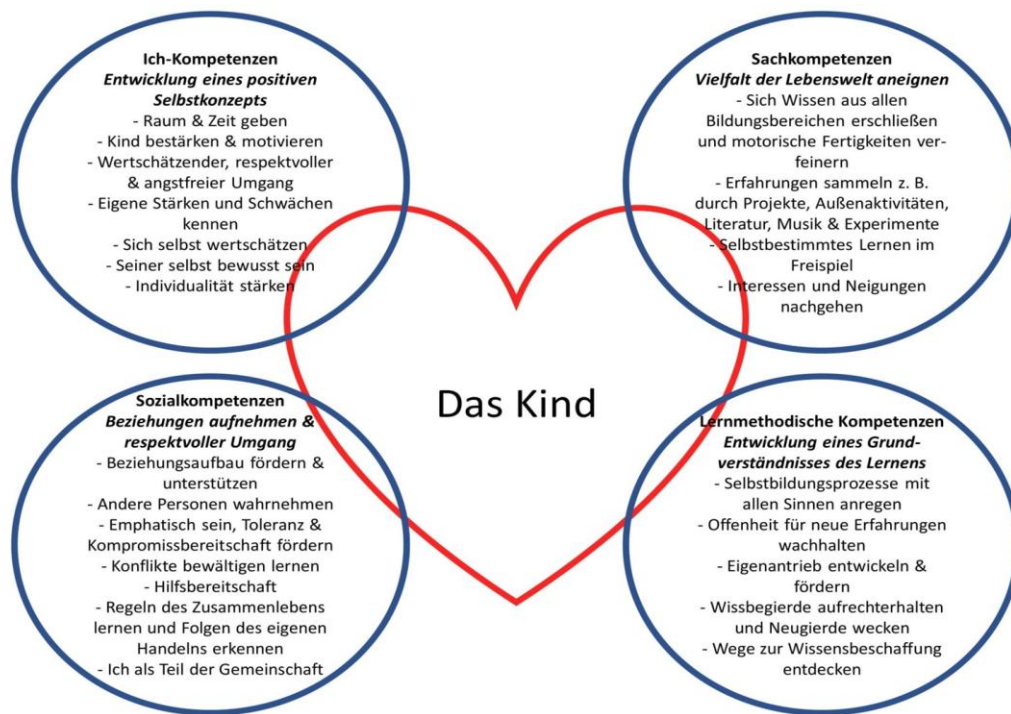 Ich-Kompetenzen
Entwicklung eines positiven
Selbstkonzepts
- Raum & Zeit geben
- Kind bestärken & motivieren
- Wertschätzender, respektvoller
& angstfreier Umgang
- Eigene Stärken und Schwächen
kennen
- Sich selbst wertschätzen
- Seiner selbst bewusst sein
- Individualität stärken
Sachkompetenzen
Vielfalt der Lebenswelt aneignen
- Sich Wissen aus allen
Bildungsbereichen erschließen
und motorische Fertigkeiten ver-
feinern
- Erfahrungen sammeln z. B.
durch Projekte, Außenaktivitäten,
Literatur, Musik & Experimente
- Selbstbestimmtes Lernen im
Freispiel
- Interessen und Neigungen
nachgehen
Das Kind
Sozialkompetenzen
Beziehungen aufnehmen &
respektvoller Umgang
- Beziehungsaufbau fördern &
unterstützen
- Andere Personen wahrnehmen
- Emphatisch sein, Toleranz &
Kompromissbereitschaft fördern
- Konflikte bewältigen lernen
- Hilfsbereitschaft
- Regeln des Zusammenlebens
lernen und Folgen des eigenen
Handelns erkennen
- Ich als Teil der Gemeinschaft
Lernmethodische Kompetenzen
Entwicklung eines Grund-
verständnisses des Lernens
- Selbstbildungsprozesse mit
allen Sinnen anregen
- Offenheit für neue Erfahrungen
wachhalten
- Eigenantrieb entwickeln &
fördern
- Wissbegierde aufrechterhalten
und Neugierde wecken
- Wege zur Wissensbeschaffung
entdecken